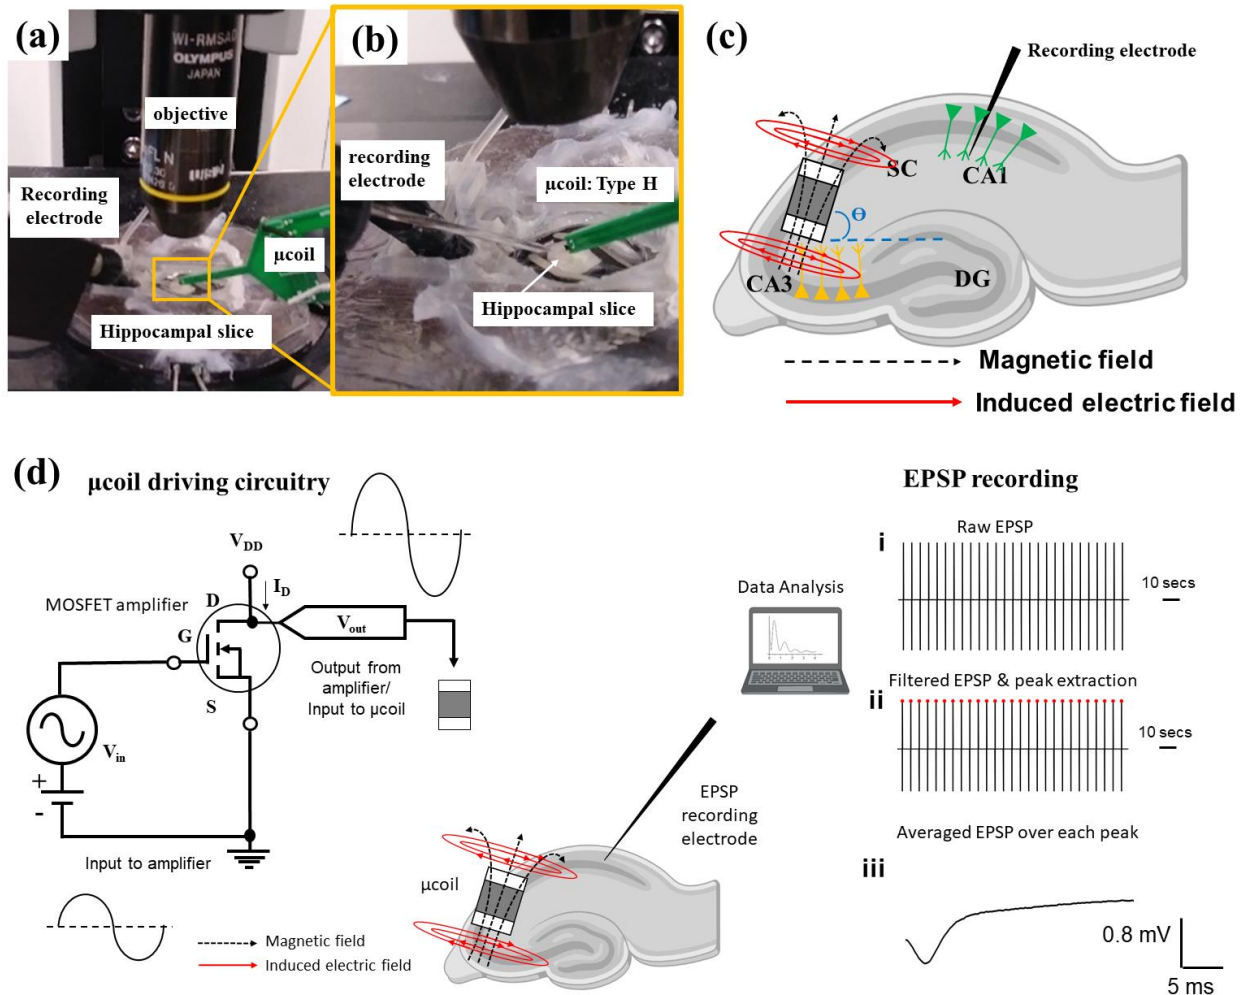 (a)
WI-RMSAD
OLYMPUS
JAPAN
objective
Recording
electrode
µcoil
Hippocampal slice
(b)
recording
electrode
µcoil: Type H
Hippocampal slice
(c)
Recording electrode
SC
CA1
Θ
CA3
DG
Magnetic field
Induced electric field
(d)
µcoil driving circuitry
VDD
ID
MOSFET amplifier
D
G
S
Vout
Output from
amplifier/
Input to µcoil
Vin
+
-
Input to amplifier
Magnetic field
Induced electric field
µcoil
EPSP
recording
electrode
Data Analysis
EPSP recording
i
Raw EPSP
10 secs
Filtered EPSP & peak extraction
ii
10 secs
Averaged EPSP over each peak
iii
0.8 mV
5 ms